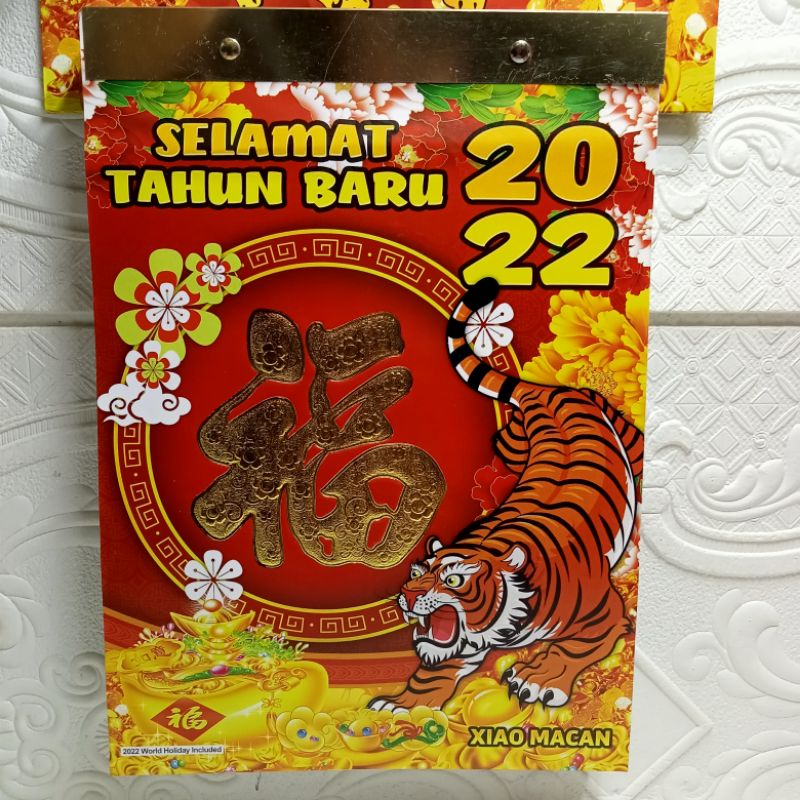 SELAMAT
TAHUN BARU
20
22
福
福
2022 World Holiday Included
XIAO MACAN